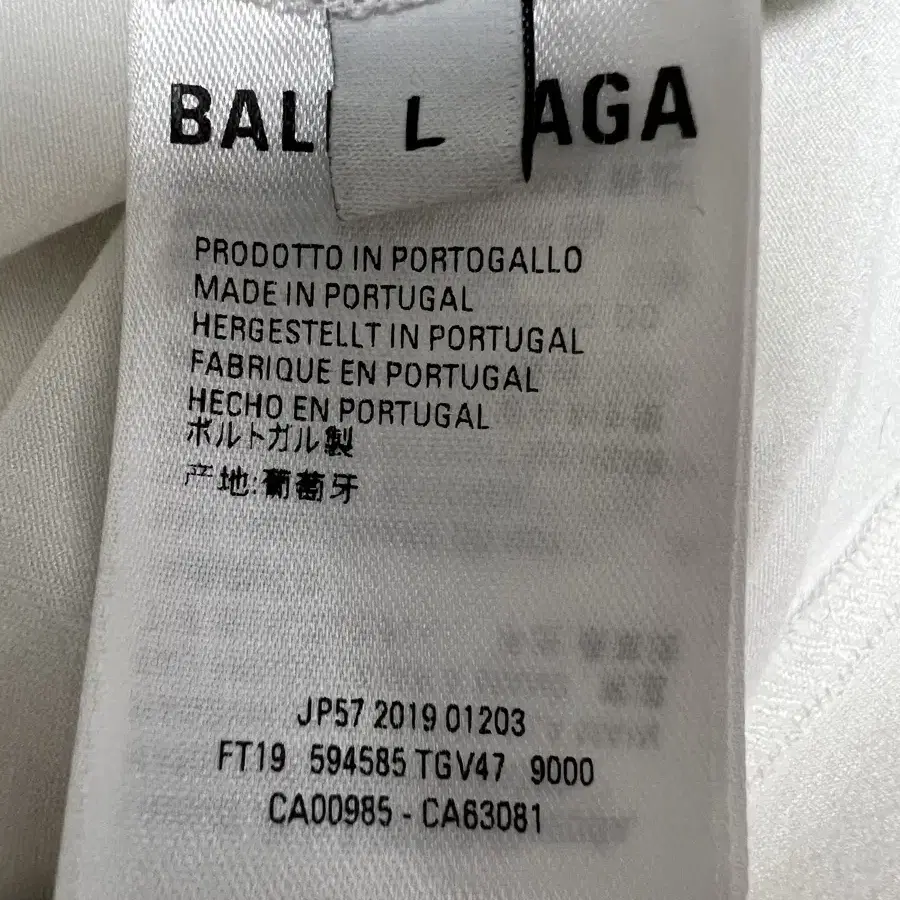 BAL L AGA
PRODOTTO IN PORTOGALLO
MADE IN PORTUGAL
HERGESTELLT IN PORTUGAL
FABRIQUE EN PORTUGAL
HECHO EN PORTUGAL
ポルトガル製
产地:葡萄牙
JP57 2019 01203
FT19 594585 TGV47 9000
CA00985 - CA63081